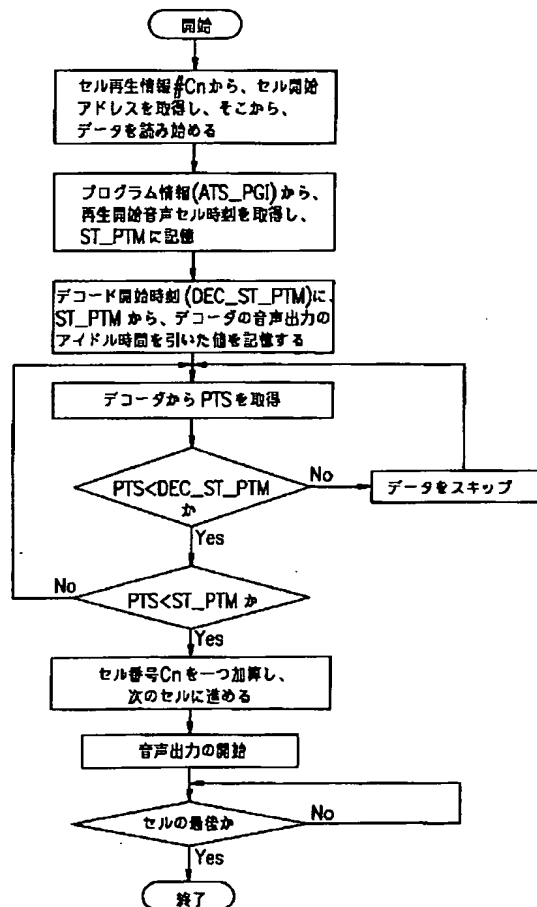 開始
セル再生情報#Cnから、セル開始
アドレスを取得し、そこから、
データを読み始める
プログラム情報(ATS_PGI)から、
再生開始音声セル時刻を取得し、
ST_PTMに記憶
デコード開始時刻(DEC_ST_PTM)に、
ST_PTMから、デコーダの音声出力の
アイドル時間を引いた値を記憶する
デコーダからPTSを取得
PTS<DEC_ST_PTM
か
No
データをスキップ
Yes
No
PTS<ST_PTMか
Yes
セル番号Cnを一つ加算し、
次のセルに進める
音声出力の開始
セルの最後か
No
Yes
終了